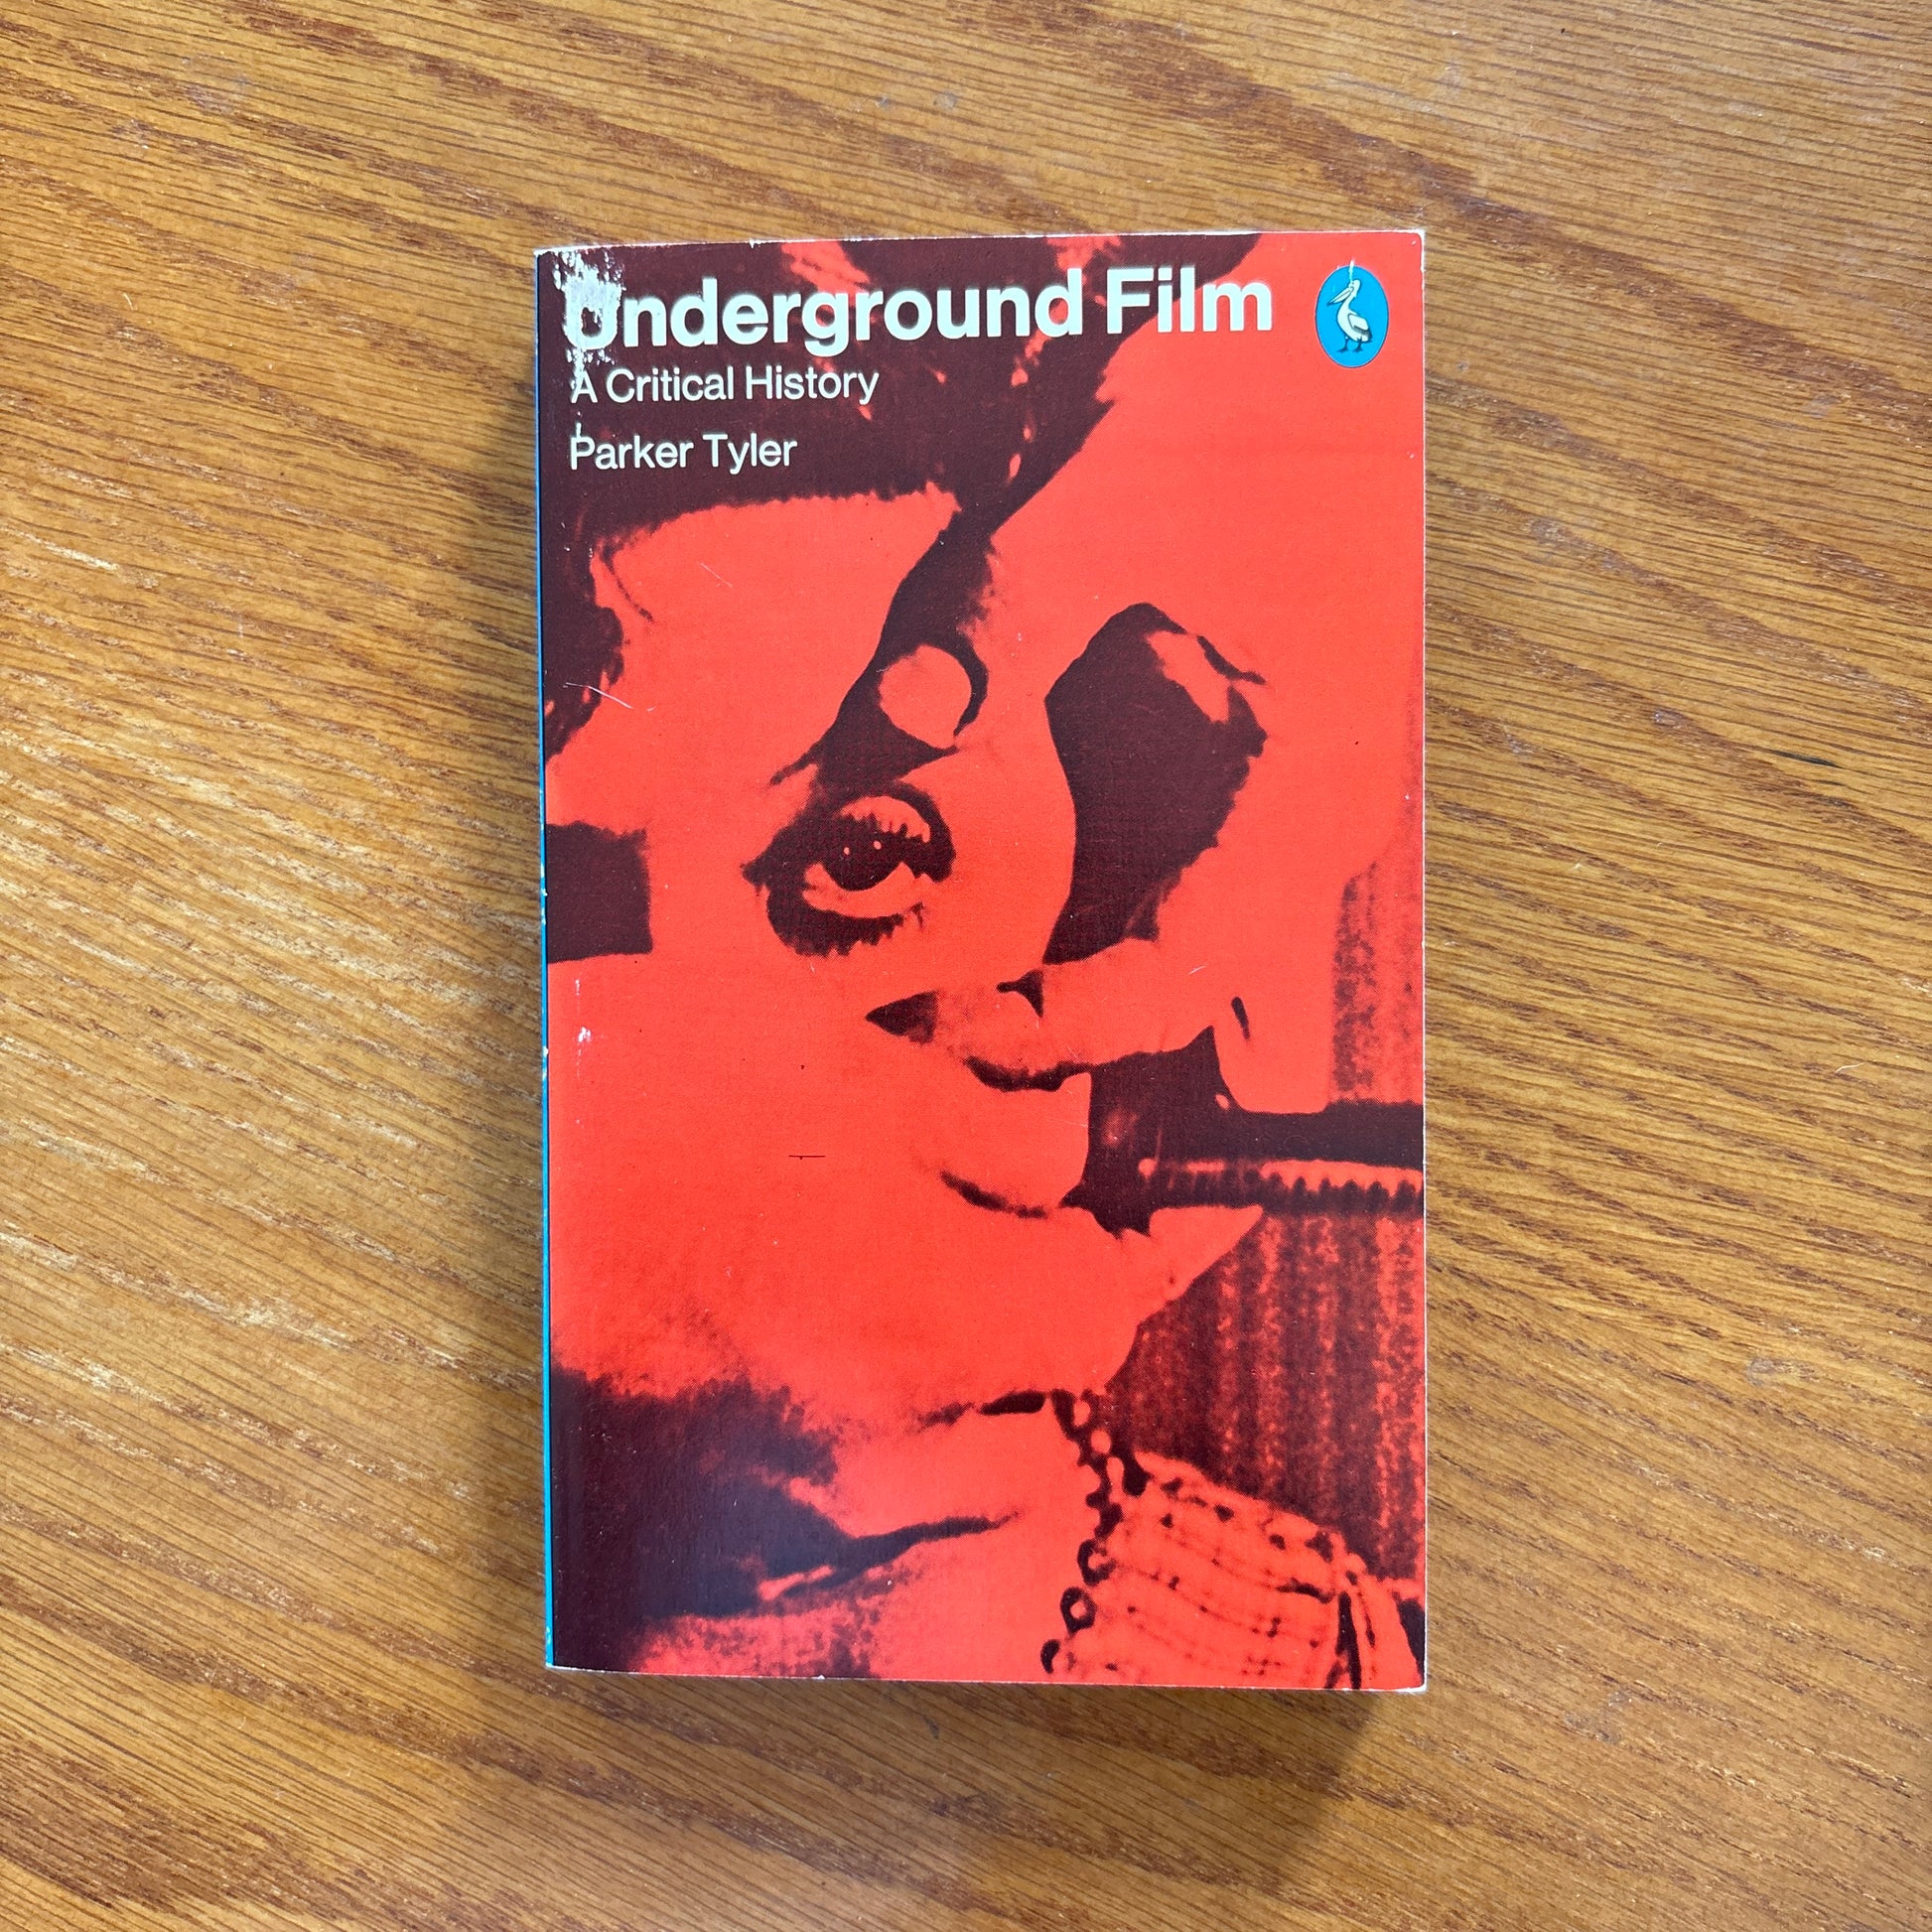 Underground Film
A Critical History
Parker Tyler